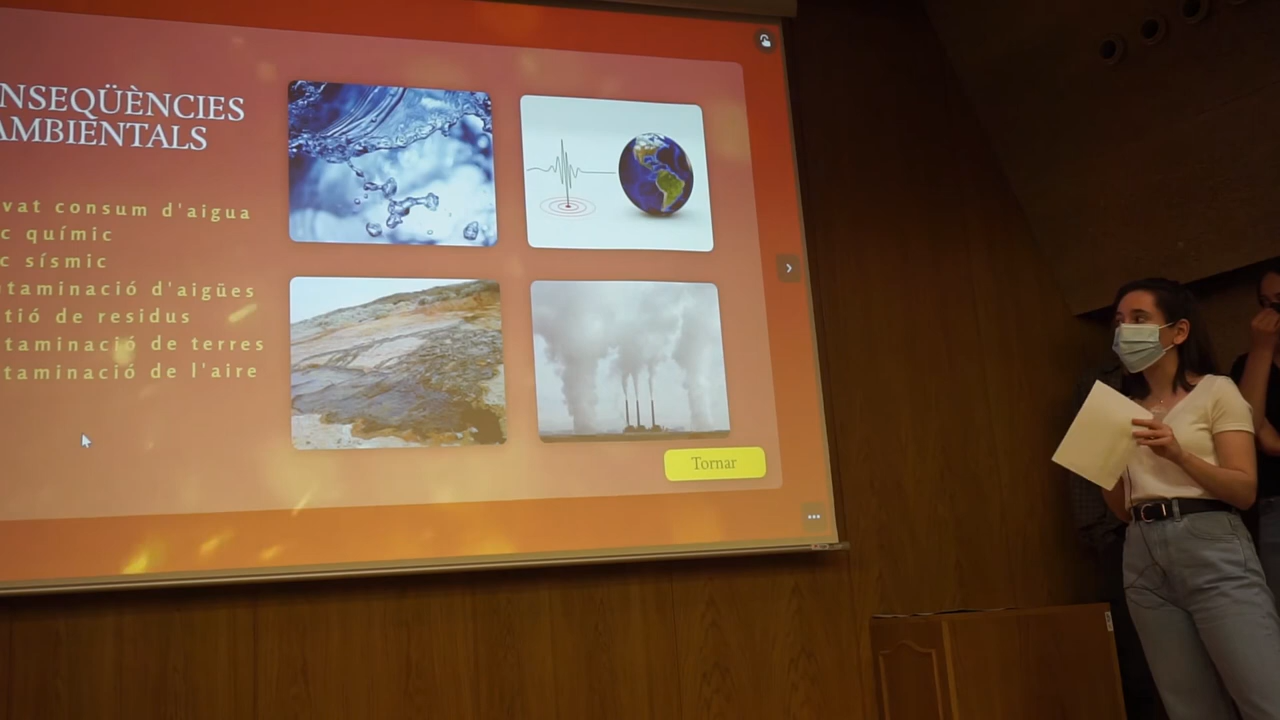 NSEQÜÈNCIES
AMBIENTALS
vat consum d'aigua
c químic
c sísmic
taminació d'aigües
tió de residus
taminació de terres
taminació de l'aire
Tornar